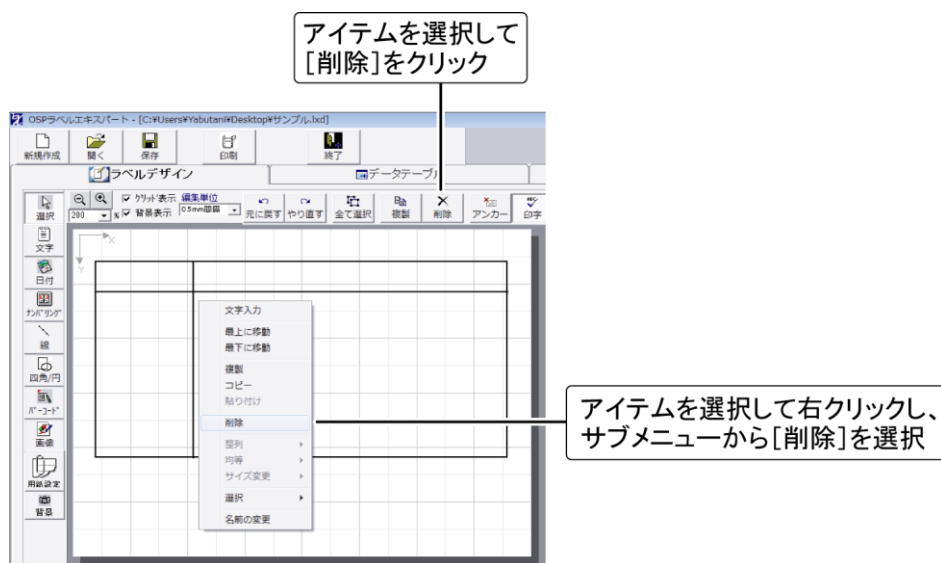 アイテムを選択して
[削除]をクリック
OSPラベルエキスパート - [C:¥Users¥Yabutani¥Desktop¥サンプル.lxd]
新規作成 開く 保存 印刷 終了
ラベルデザイン データテーブル
選択 200 % グリッド表示 背景表示 編集単位 0.5mm間隔 元に戻す やり直す 全て選択 複製 削除 アンカー 印字
文字
X
Y
日付
ナンバリング
線
四角/円
バーコード
画像
用紙設定
背景
文字入力
最上に移動
最下に移動
複製
コピー
貼り付け
削除
整列
均等
サイズ変更
選択
名前の変更
アイテムを選択して右クリックし、
サブメニューから[削除]を選択